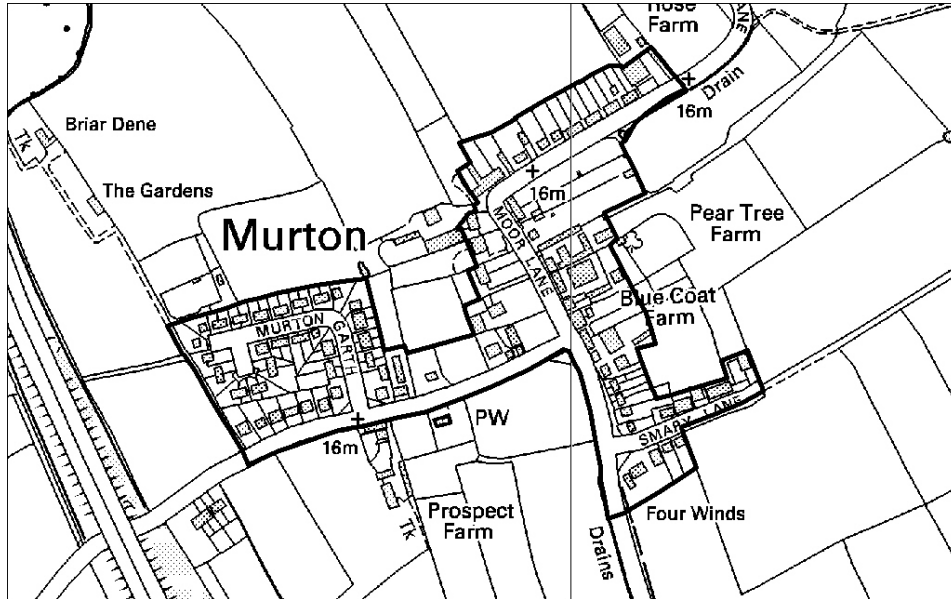 Rose
Farm
LANE
Drain
16m
Briar Dene
Tk
The Gardens
16m
Murton
MOOR LANE
Pear Tree
Farm
Blue Coat
Farm
MURTON GARTH
SMARY LANE
PW
16m
Prospect
Farm
Four Winds
Tk
Drains